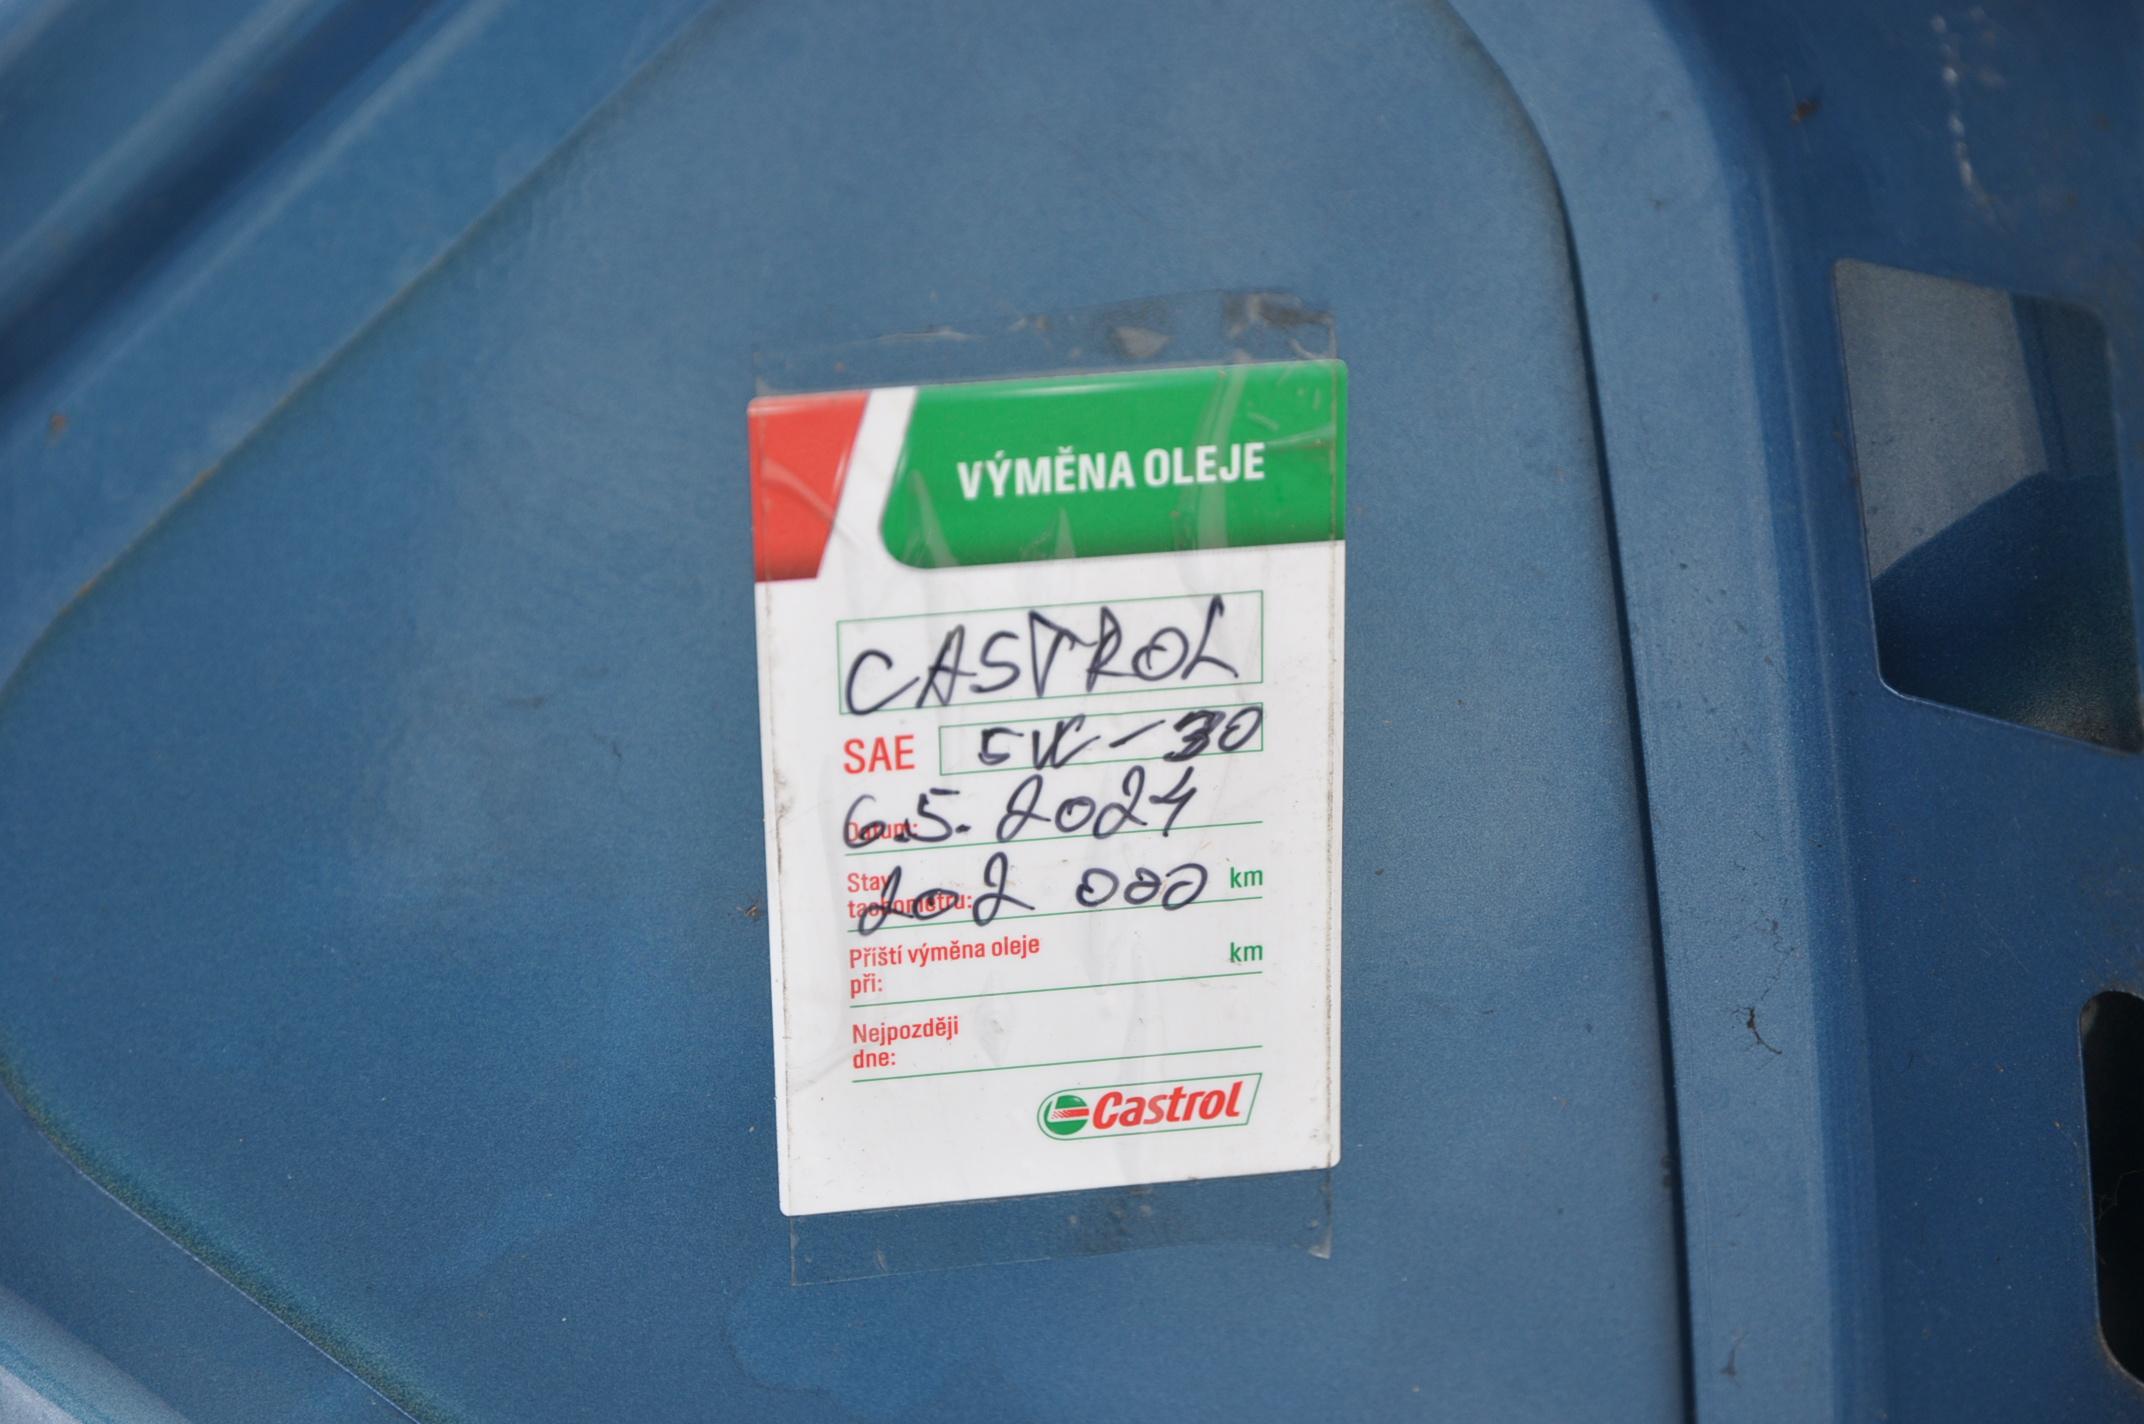 VÝMĚNA OLEJE
CASTROL
SAE 5W-30
Datum: 6.5.2024
Stav
tachometru: 202 000 km
Příští výměna oleje km
při:
Nejpozději
dne:
Castrol